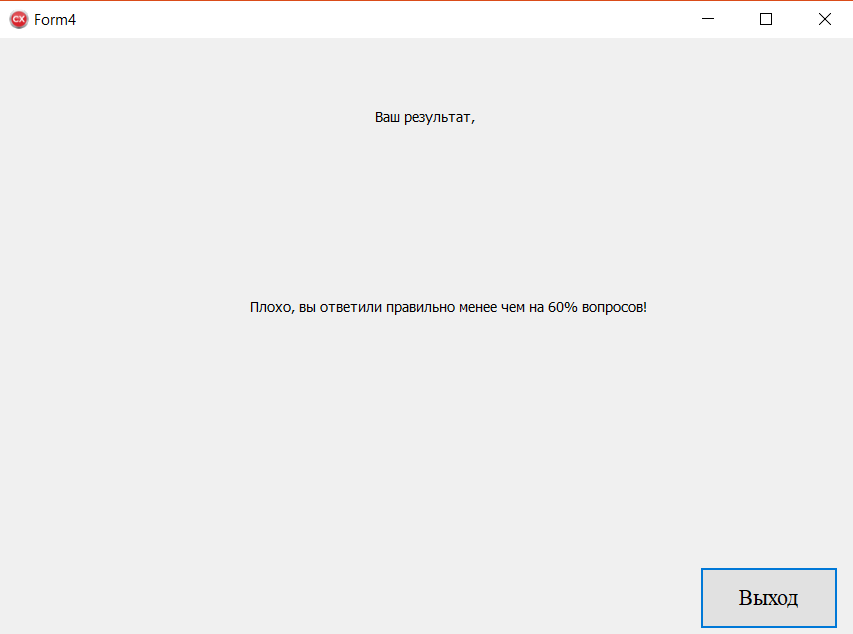 CX Form4
Ваш результат,
Плохо, вы ответили правильно менее чем на 60% вопросов!
Выход